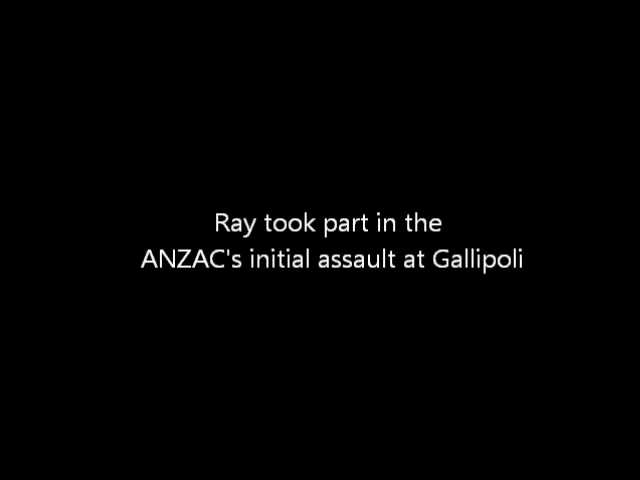 Ray took part in the
ANZAC's initial assault at Gallipoli